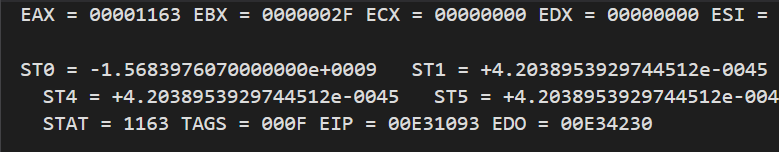 EAX = 00001163 EBX = 0000002F ECX = 00000000 EDX = 00000000 ESI =
ST0 = -1.5683976070000000e+0009 ST1 = +4.2038953929744512e-0045
ST4 = +4.2038953929744512e-0045 ST5 = +4.2038953929744512e-004
STAT = 1163 TAGS = 000F EIP = 00E31093 EDO = 00E34230